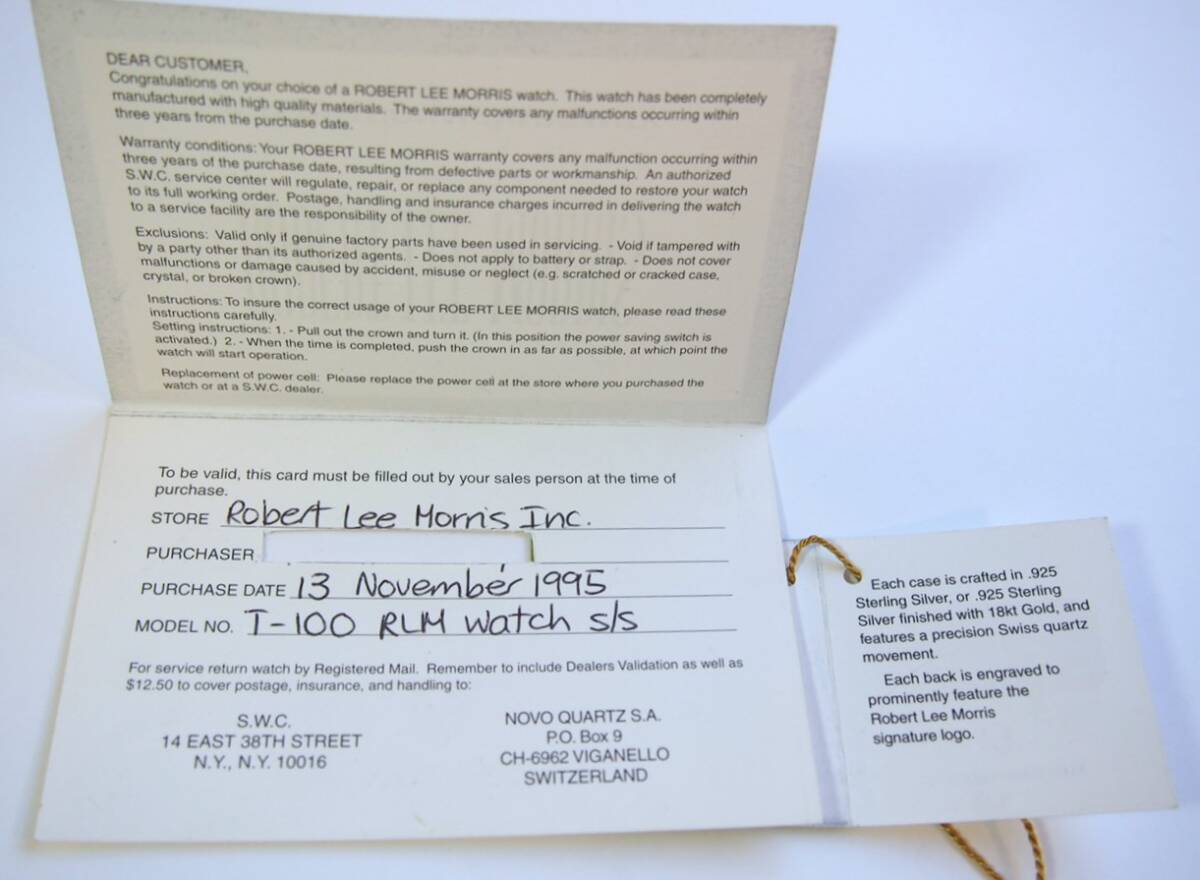 DEAR CUSTOMER,
Congratulations on your choice of a ROBERT LEE MORRIS watch. This watch has been completely
manufactured with high quality materials. The warranty covers any malfunctions occurring within
three years from the purchase date.
Warranty conditions: Your ROBERT LEE MORRIS warranty covers any malfunction occurring within
three years of the purchase date, resulting from defective parts or workmanship. An authorized
S.W.C. service center will regulate, repair, or replace any component needed to restore your watch
to its full working order. Postage, handling and insurance charges incurred in delivering the watch
to a service facility are the responsibility of the owner.
Exclusions: Valid only if genuine factory parts have been used in servicing. - Void if tampered with
by a party other than its authorized agents. - Does not apply to battery or strap. - Does not cover
malfunctions or damage caused by accident, misuse or neglect (e.g. scratched or cracked case,
crystal, or broken crown).
Instructions: To insure the correct usage of your ROBERT LEE MORRIS watch, please read these
instructions carefully.
Setting instructions: 1. - Pull out the crown and turn it. (In this position the power saving switch is
activated.) 2. - When the time is completed, push the crown in as far as possible, at which point the
watch will start operation.
Replacement of power cell: Please replace the power cell at the store where you purchased the
watch or at a S.W.C. dealer.
To be valid, this card must be filled out by your sales person at the time of
purchase.
STORE Robert Lee Morris Inc.
PURCHASER
PURCHASE DATE 13 November 1995
MODEL NO. T-100 RLM Watch s/s
For service return watch by Registered Mail. Remember to include Dealers Validation as well as
$12.50 to cover postage, insurance, and handling to:
S.W.C.
14 EAST 38TH STREET
N.Y., N.Y. 10016
NOVO QUARTZ S.A.
P.O. Box 9
CH-6962 VIGANELLO
SWITZERLAND
Each case is crafted in .925
Sterling Silver, or .925 Sterling
Silver finished with 18kt Gold, and
features a precision Swiss quartz
movement.
Each back is engraved to
prominently feature the
Robert Lee Morris
signature logo.